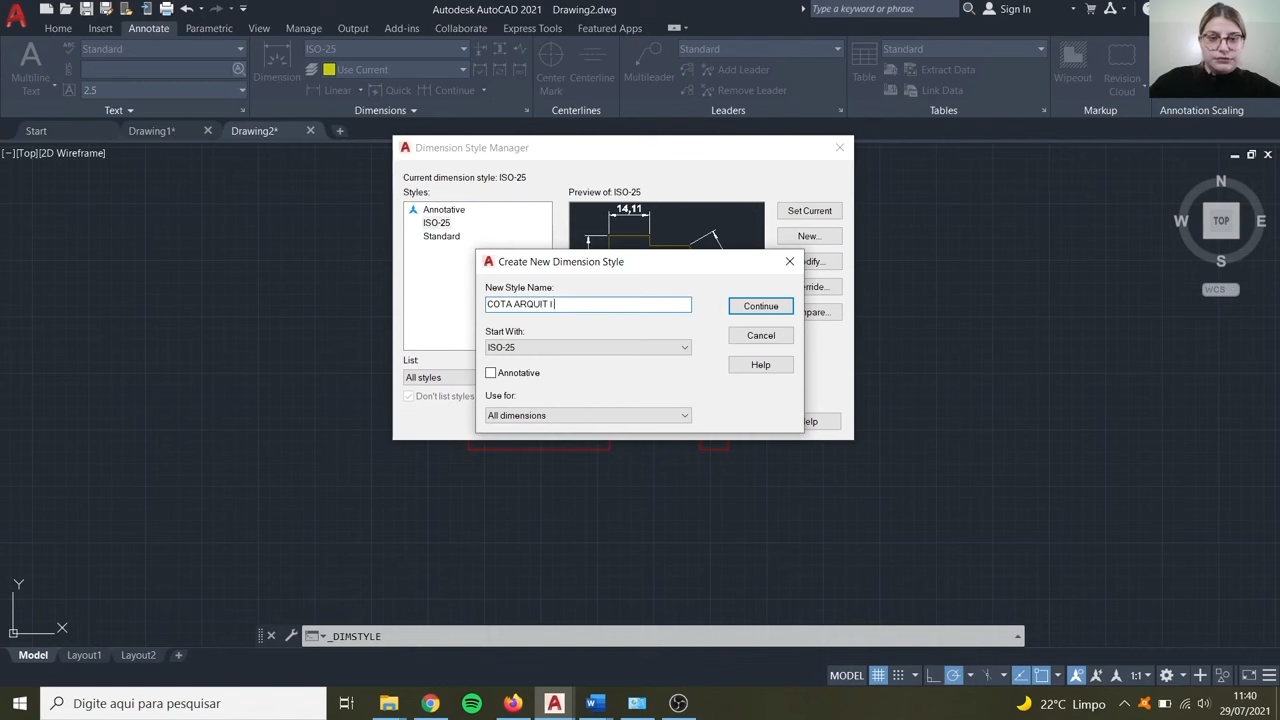 Autodesk AutoCAD 2021 Drawing2.dwg
Type a keyword or phrase
Sign In
Home Insert Annotate Parametric View Manage Output Add-ins Collaborate Express Tools Featured Apps
A Standard
Multiline
Text
2.5
Text
Dimension
ISO-25
Use Current
Linear Quick Continue
Dimensions
Center
Mark
Centerline
Centerlines
Multileader
Standard
Add Leader
Remove Leader
Leaders
Table
Standard
Extract Data
Link Data
Tables
Wipeout
Revision
Cloud
Markup
Annotation Scaling
Start Drawing1* Drawing2*
[−][Top][2D Wireframe]
Dimension Style Manager
Current dimension style: ISO-25
Styles:
Annotative
ISO-25
Standard
Preview of: ISO-25
14,11
Set Current
New...
odify...
erride...
mpare...
List:
All styles
Don't list styles
elp
Create New Dimension Style
New Style Name:
COTA ARQUIT I
Start With:
ISO-25
Annotative
Use for:
All dimensions
Continue
Cancel
Help
N
W TOP E
S
WCS
Y
X
_DIMSTYLE
Model Layout1 Layout2
MODEL 1:1
Digite aqui para pesquisar
22°C Limpo
11:40
29/07/2021